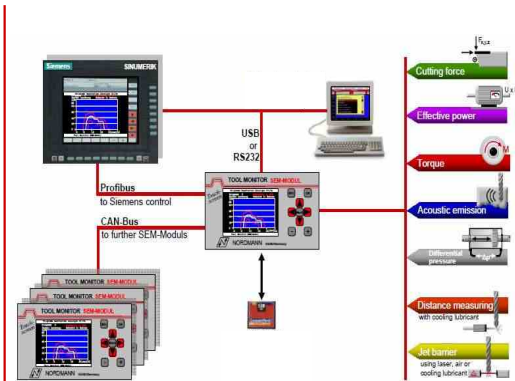 Siemens
SINUMERIK
F x,y,z
Cutting force
U x I
Effective power
USB
or
RS232
M
Torque
TOOL MONITOR SEM-MODUL
Profibus
to Siemens control
Acoustic emission
CAN-Bus
to further SEM-Moduls
NORDMANN
Differential
pressure
Δp
TOOL MONITOR SEM-MODUL
TOOL MONITOR SEM-MODUL
TOOL MONITOR SEM-MODUL
NORDMANN
Distance measuring
with cooling lubricant
Jet barrier
using laser, air or
cooling lubricant